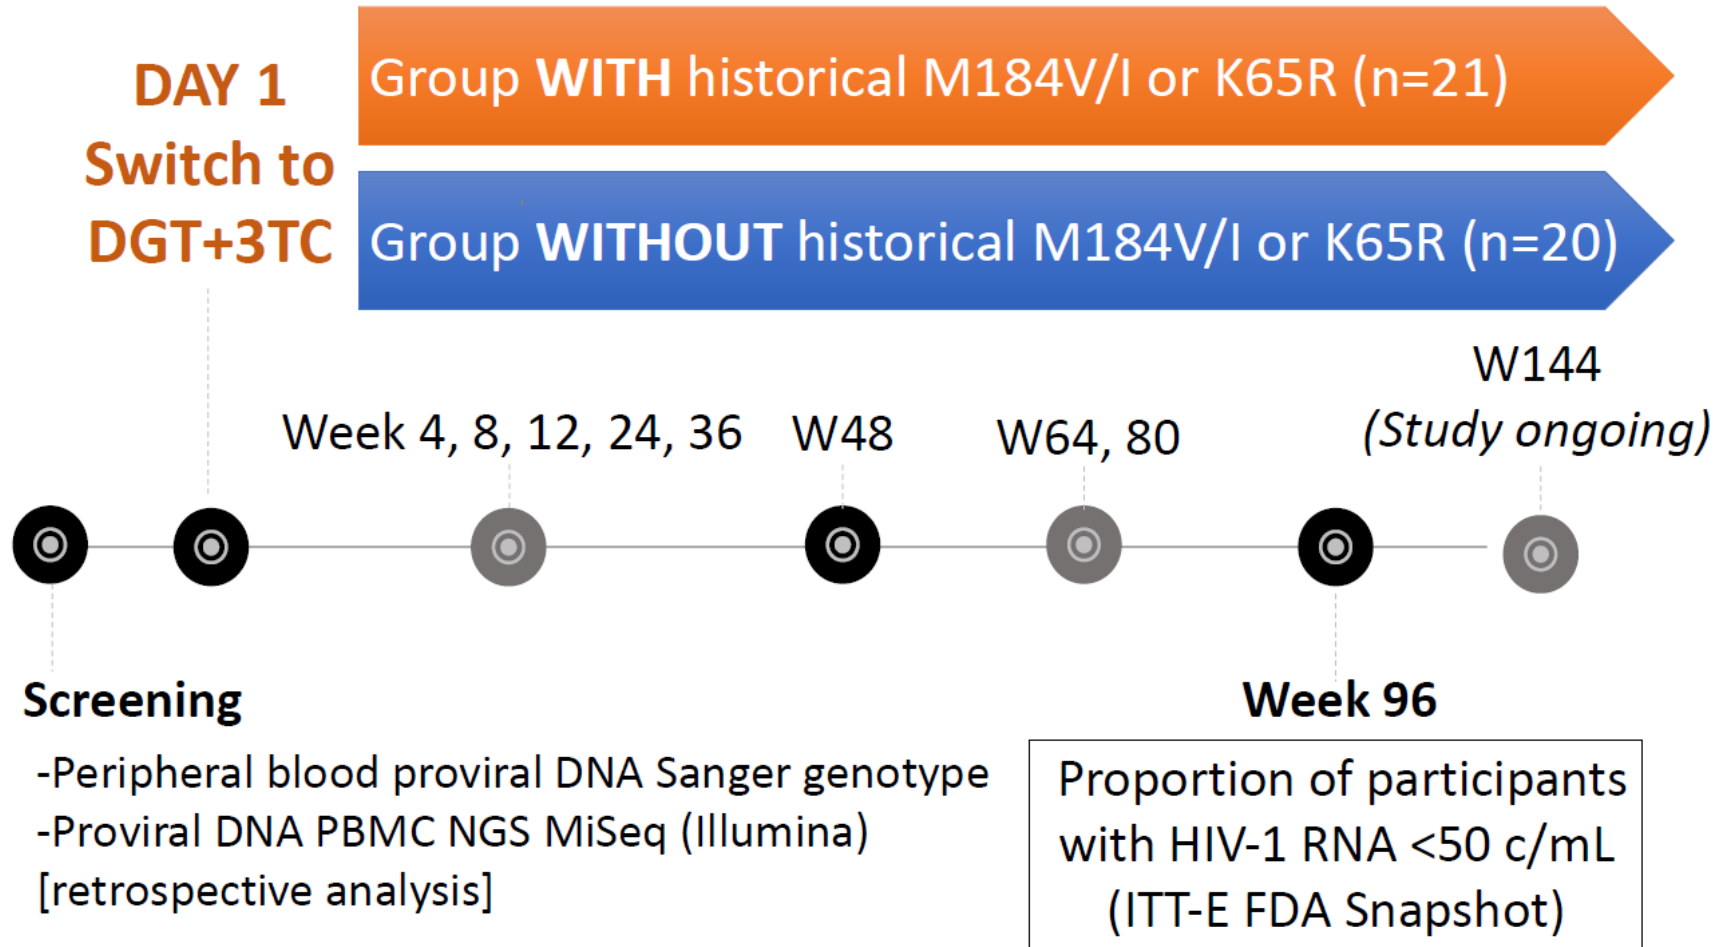 DAY 1
Switch to
DGT+3TC
Group WITH historical M184V/I or K65R (n=21)
Group WITHOUT historical M184V/I or K65R (n=20)
Week 4, 8, 12, 24, 36
W48
W64, 80
W144
(Study ongoing)
Screening
-Peripheral blood proviral DNA Sanger genotype
-Proviral DNA PBMC NGS MiSeq (Illumina)
[retrospective analysis]
Week 96
Proportion of participants
with HIV-1 RNA <50 c/mL
(ITT-E FDA Snapshot)